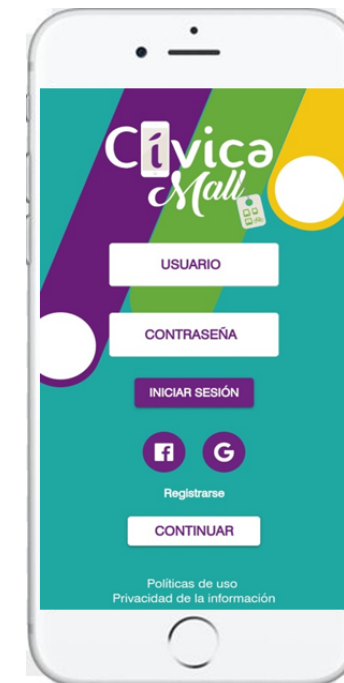 Cívica
Mall
USUARIO
CONTRASEÑA
INICIAR SESIÓN
G
Registrarse
CONTINUAR
Políticas de uso
Privacidad de la información